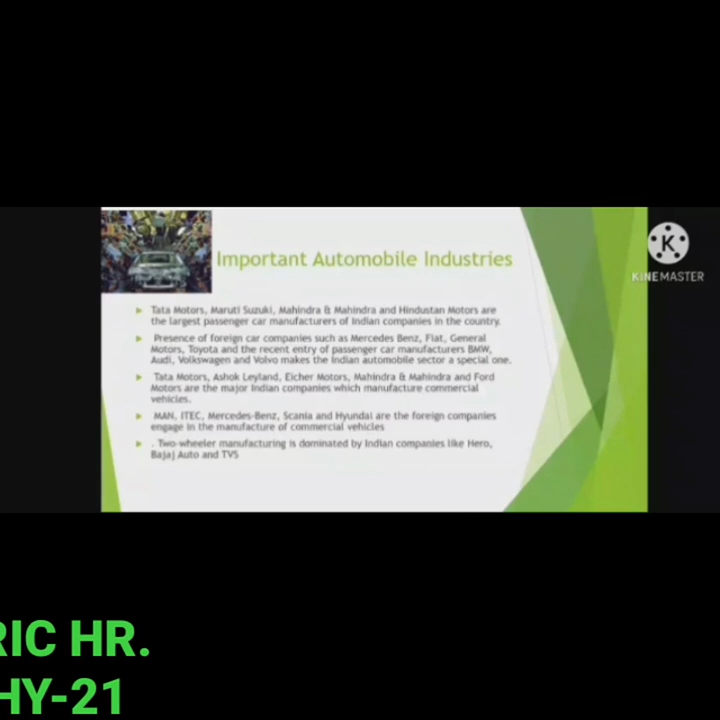 Important Automobile Industries
K
KINEMASTER
Tata Motors, Maruti Suzuki, Mahindra & Mahindra and Hindustan Motors are
the largest passenger car manufacturers of Indian companies in the country.
Presence of foreign car companies such as Mercedes Benz, Fiat, General
Motors, Toyota and the recent entry of passenger car manufacturers BMW,
Audi, Volkswagen and Volvo makes the Indian automobile sector a special one.
Tata Motors, Ashok Leyland, Eicher Motors, Mahindra & Mahindra and Ford
Motors are the major Indian companies which manufacture commercial
vehicles.
MAN, ITEC, Mercedes-Benz, Scania and Hyundai are the foreign companies
engage in the manufacture of commercial vehicles
. Two-wheeler manufacturing is dominated by Indian companies like Hero,
Bajaj Auto and TVS
RIC HR.
HY-21